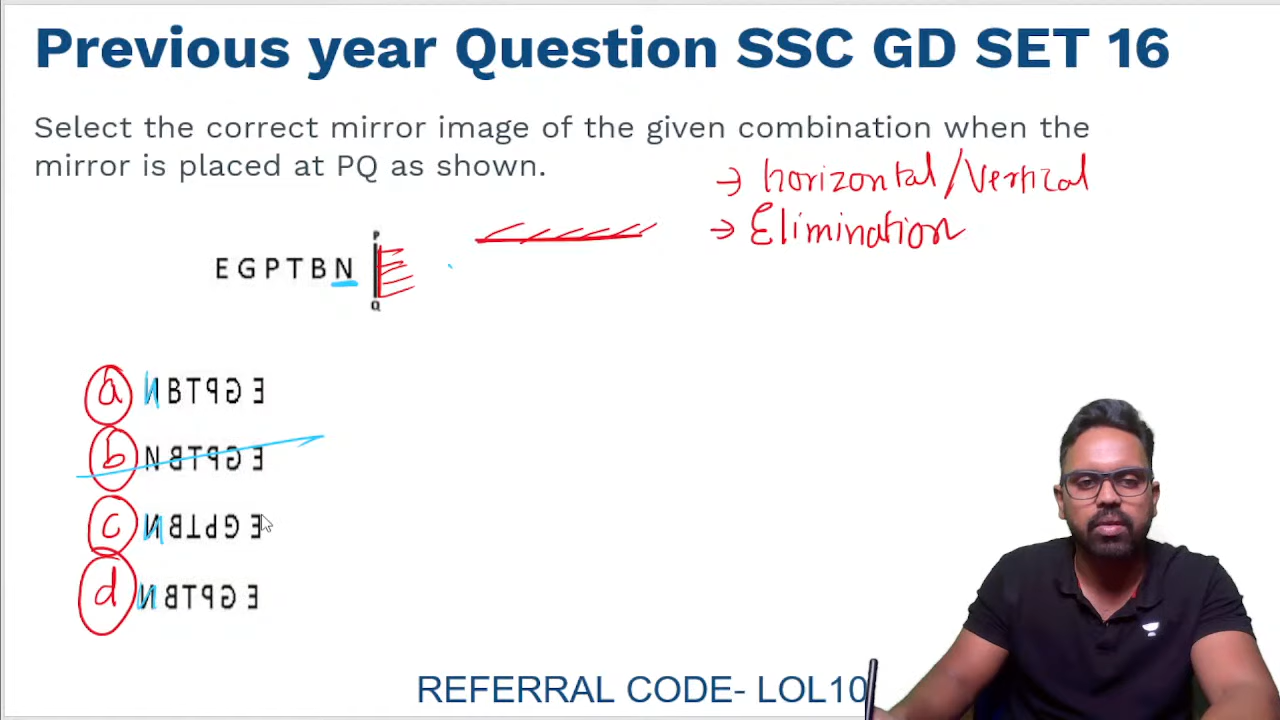 Previous year Question SSC GD SET 16
Select the correct mirror image of the given combination when the
mirror is placed at PQ as shown.
→ horizontal/Vertical
→ Elimination
P
E G P T B N
Q
a N B T P G E
b N B T P G E
c N B T P G E
d N B T P G E
REFERRAL CODE- LOL10